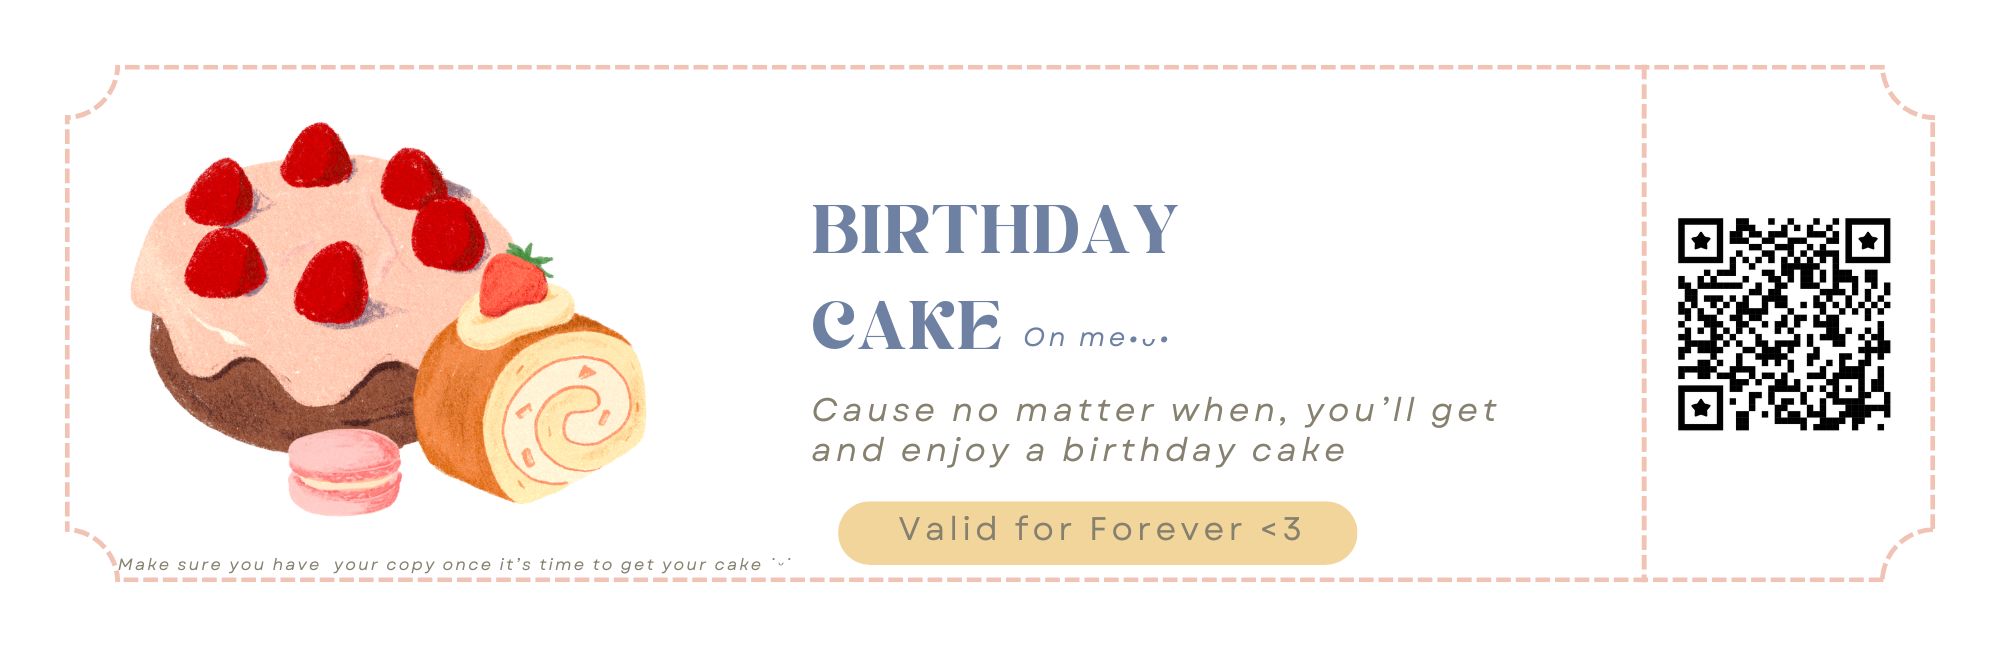 BIRTHDAY
CAKE On me•ᴗ•
Cause no matter when, you’ll get
and enjoy a birthday cake
Valid for Forever <3
Make sure you have  your copy once it’s time to get your cake ˙ᵕ˙